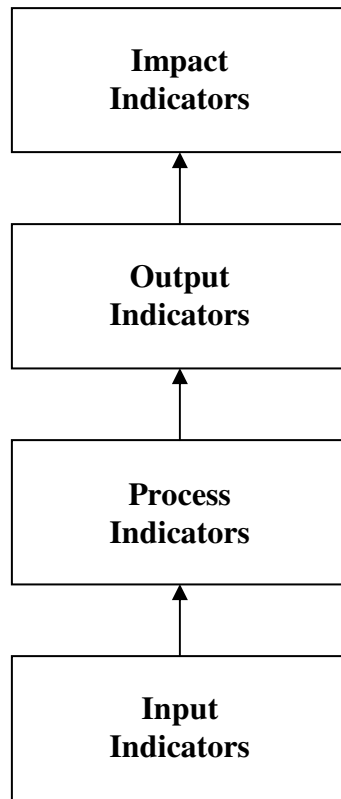 Impact
Indicators
Output
Indicators
Process
Indicators
Input
Indicators